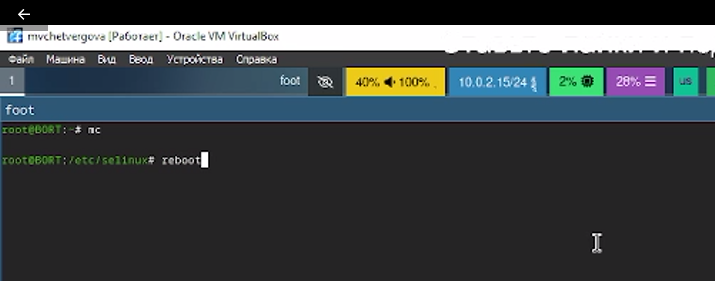 mvchetvergova [Работает] - Oracle VM VirtualBox
Файл Машина Вид Ввод Устройства Справка
1 foot 40% 100% 10.0.2.15/24 2% 28% us
foot
root@BORT:~# mc
root@BORT:/etc/selinux# reboot